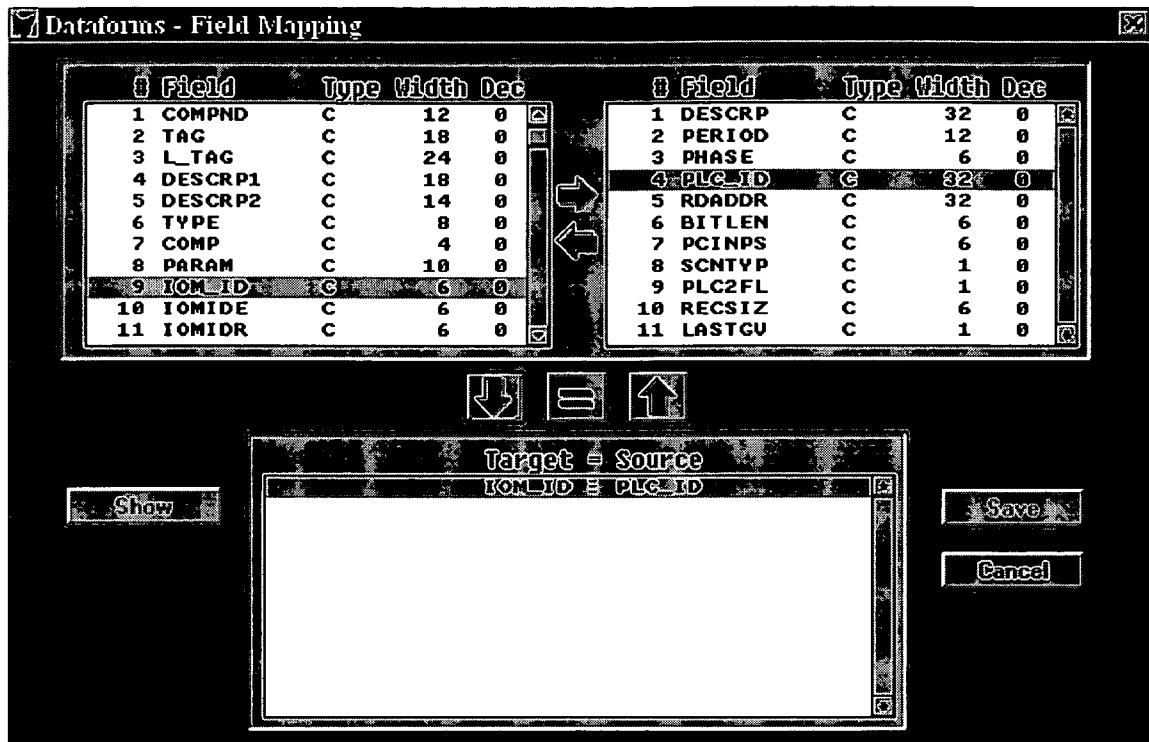 Dataforms - Field Mapping
# Field Type Width Dec
1 COMPND C 12 0
2 TAG C 18 0
3 L_TAG C 24 0
4 DESCRP1 C 18 0
5 DESCRP2 C 14 0
6 TYPE C 8 0
7 COMP C 4 0
8 PARAM C 10 0
9 IOM_ID C 6 0
10 IOMIDE C 6 0
11 IOMIDR C 6 0
# Field Type Width Dec
1 DESCRP C 32 0
2 PERIOD C 12 0
3 PHASE C 6 0
4 PLC_ID C 32 0
5 RDADDR C 32 0
6 BITLEN C 6 0
7 PCINPS C 6 0
8 SCNTYP C 1 0
9 PLC2FL C 1 0
10 RECSIZ C 6 0
11 LASTGV C 1 0
=
Target = Source
IOM_ID = PLC_ID
Show
Save
Cancel